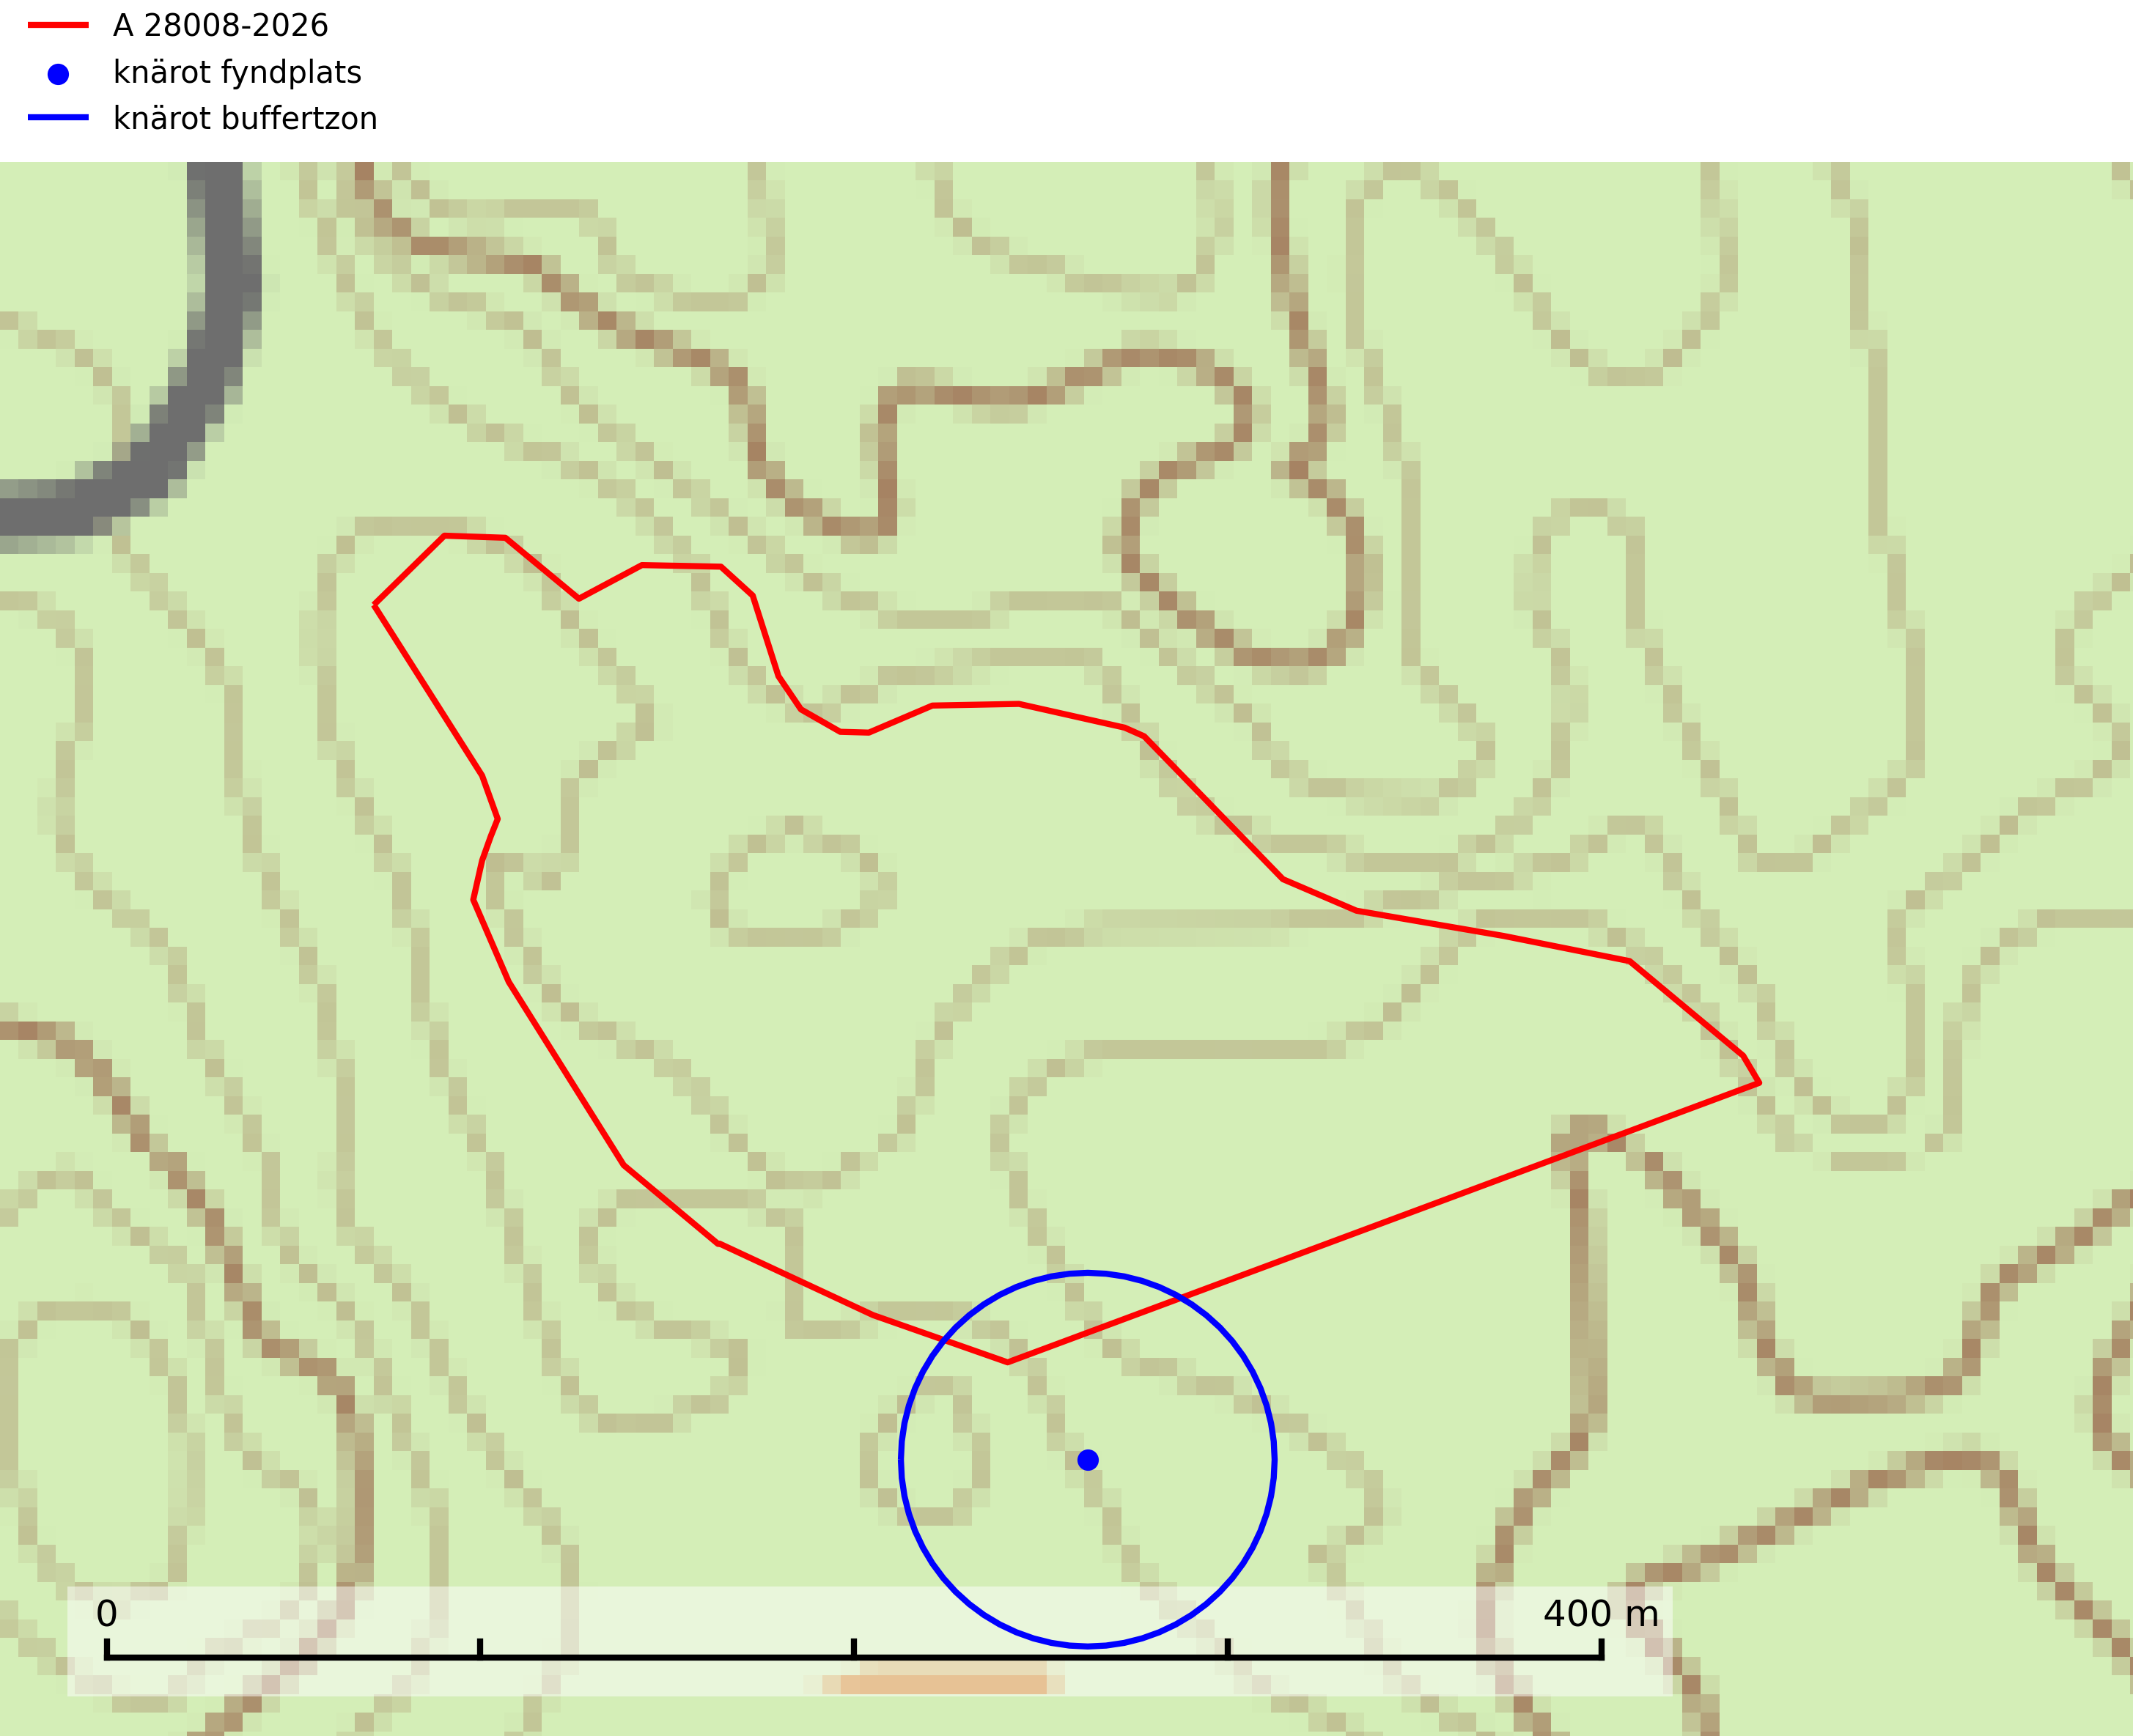 A 28008-2026
knärot fyndplats
knärot buffertzon
0 400 m